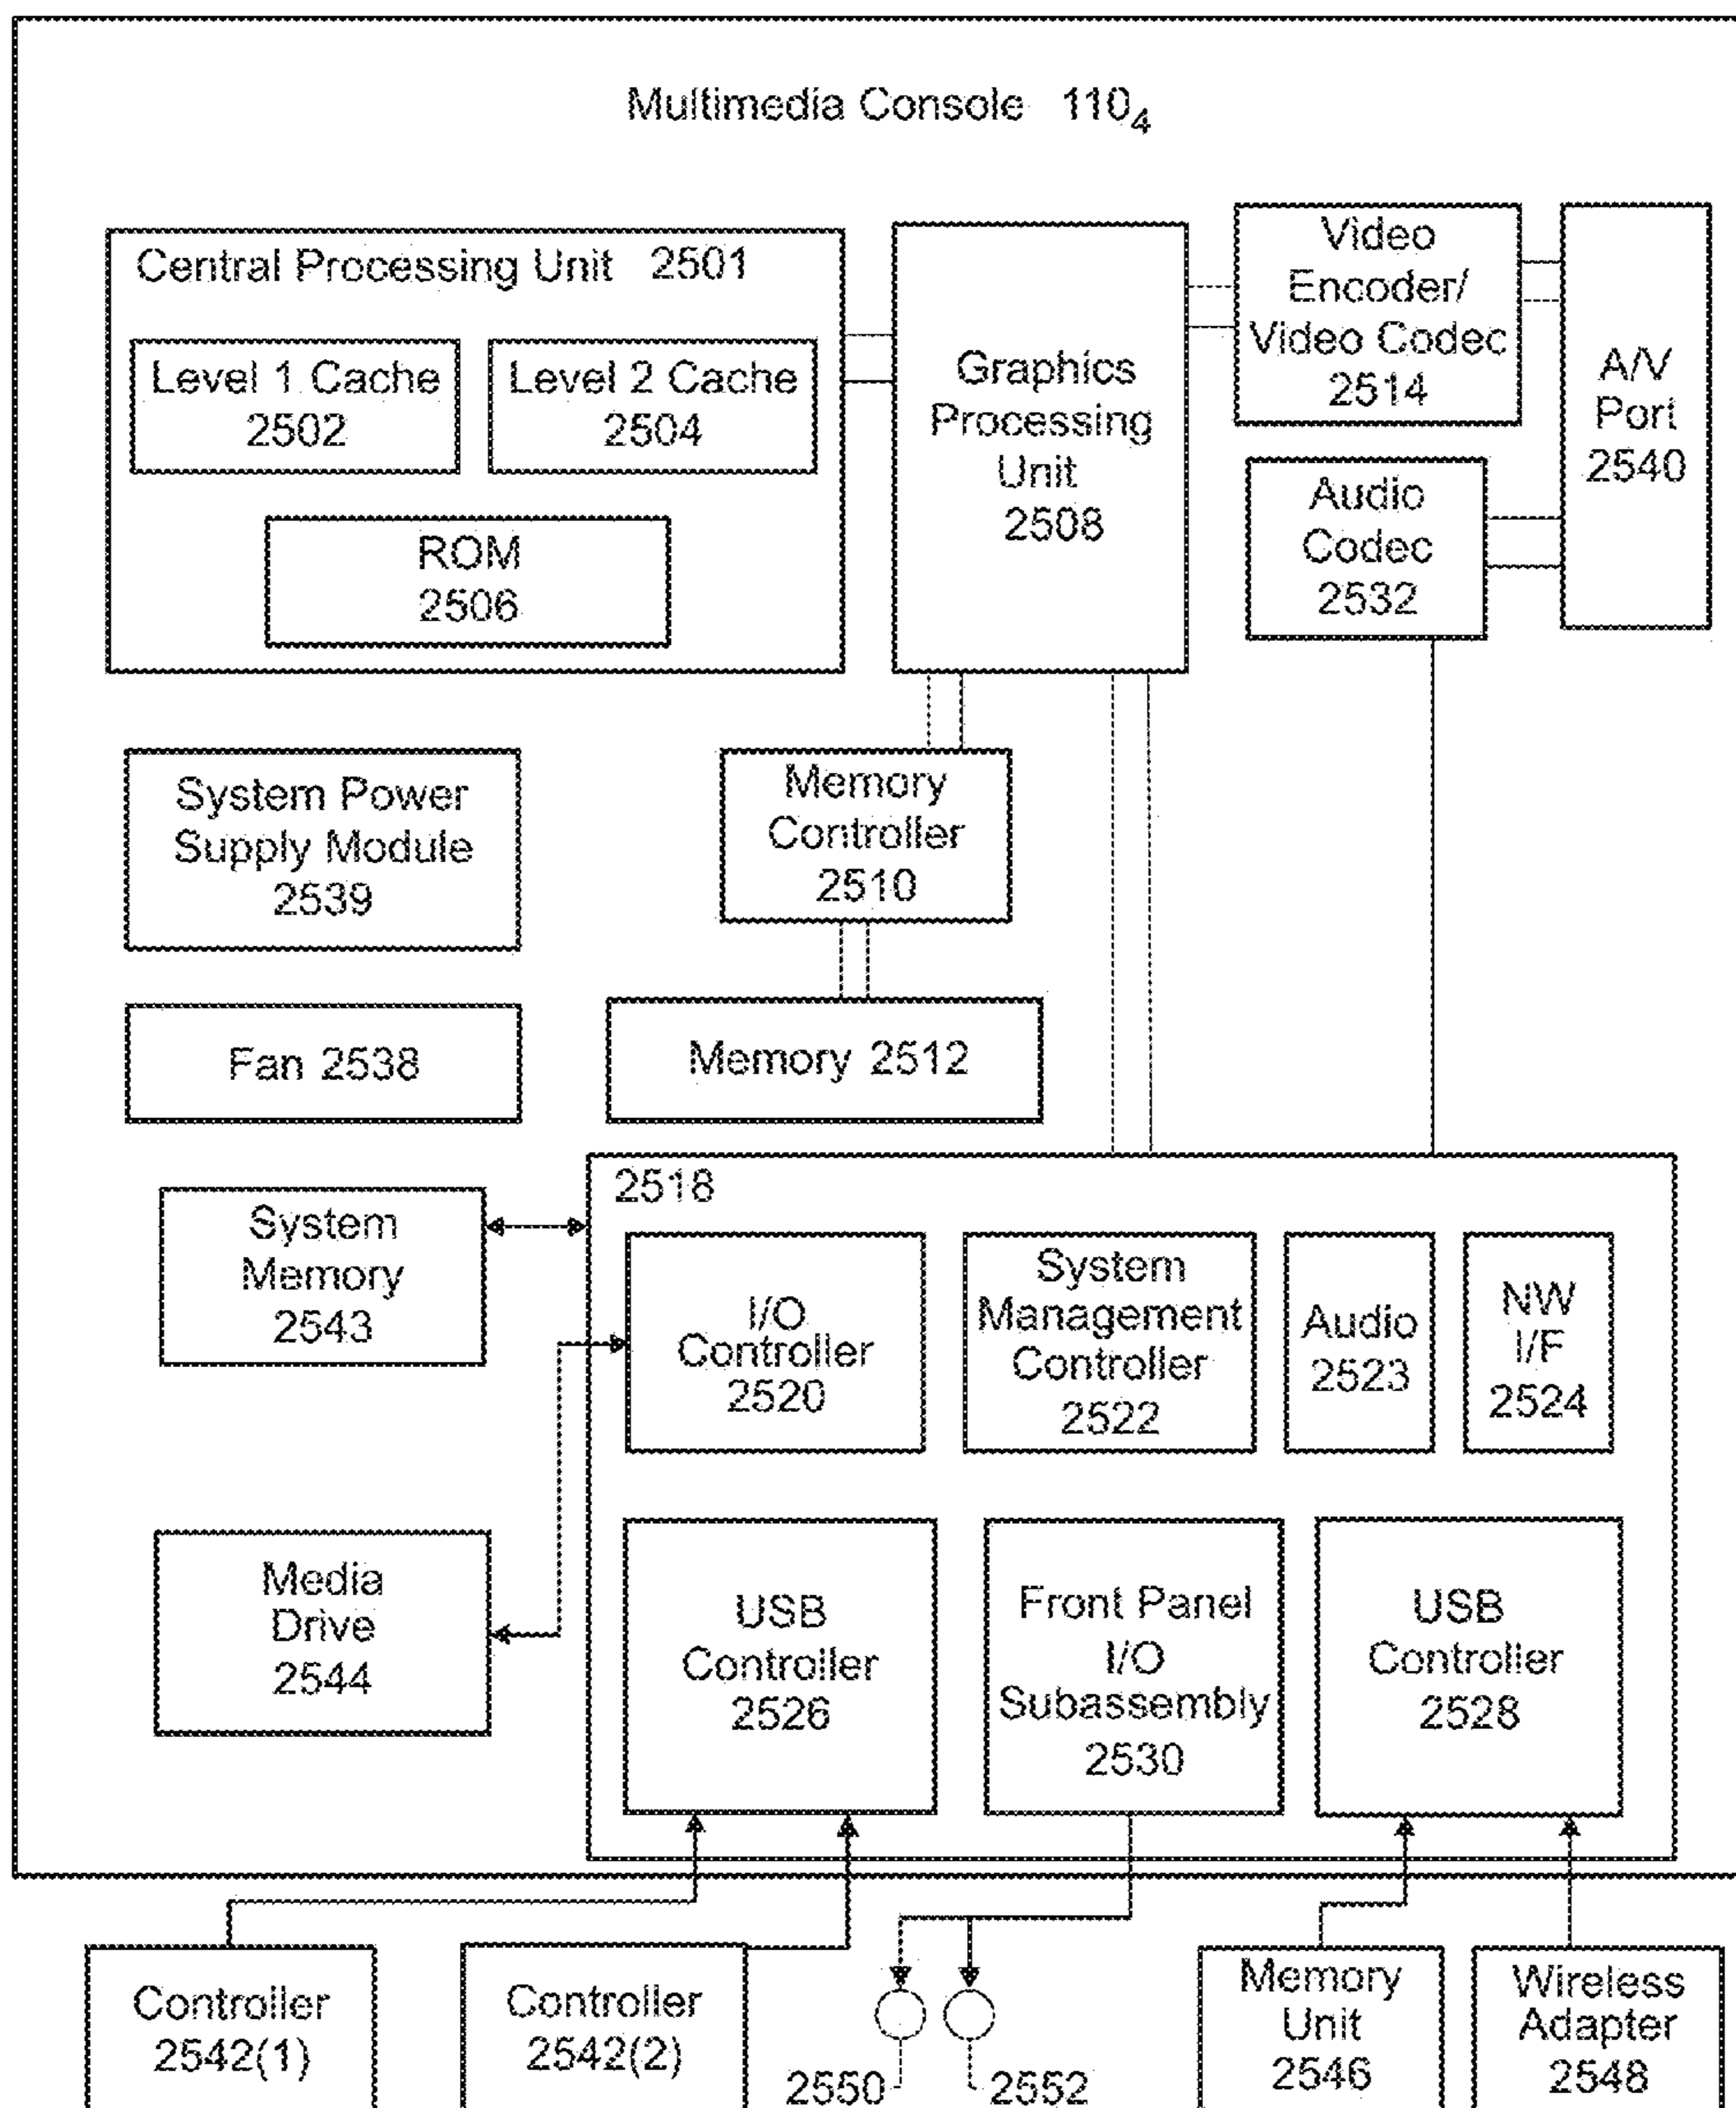 Multimedia Console 110₄
Central Processing Unit 2501
Level 1 Cache
2502
Level 2 Cache
2504
ROM
2506
Graphics
Processing
Unit
2508
Video
Encoder/
Video Codec
2514
Audio
Codec
2532
A/V
Port
2540
System Power
Supply Module
2539
Memory
Controller
2510
Fan 2538
Memory 2512
System
Memory
2543
2518
I/O
Controller
2520
System
Management
Controller
2522
Audio
2523
NW
I/F
2524
Media
Drive
2544
USB
Controller
2526
Front Panel
I/O
Subassembly
2530
USB
Controller
2528
Controller
2542(1)
Controller
2542(2)
2550
2552
Memory
Unit
2546
Wireless
Adapter
2548